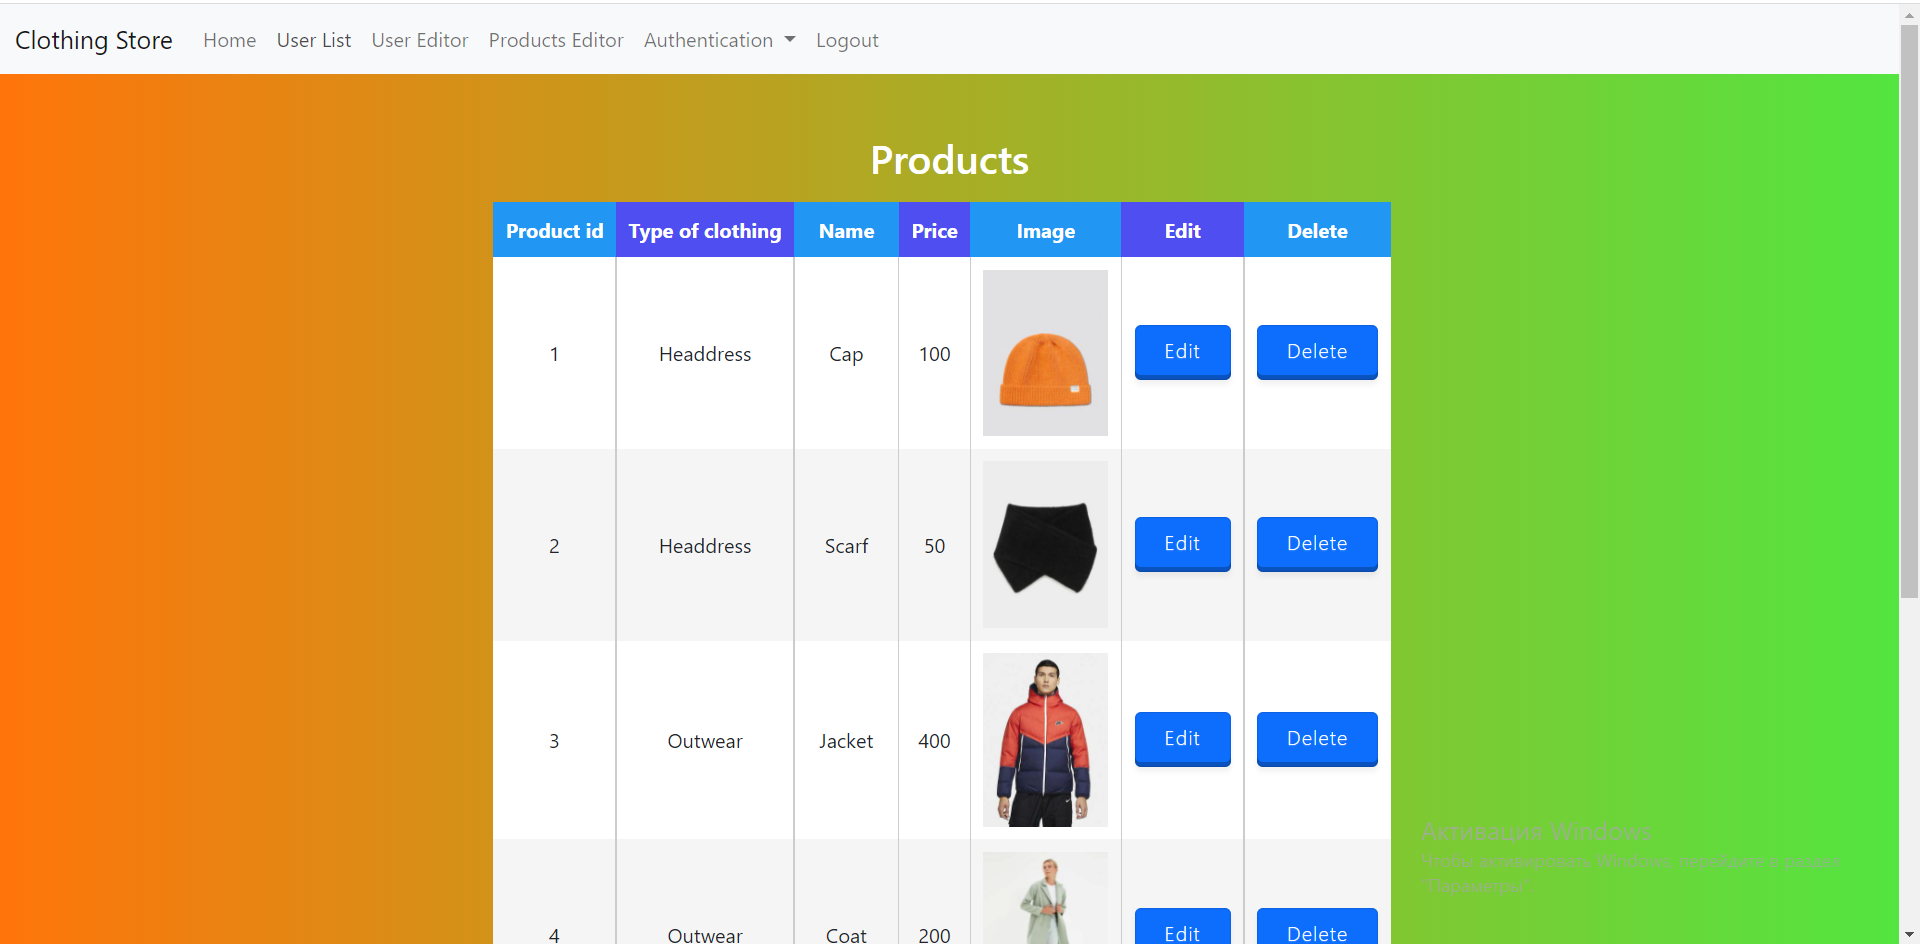 Clothing Store Home User List User Editor Products Editor Authentication Logout
Products
Product id Type of clothing Name Price Image Edit Delete
1 Headdress Cap 100 Edit Delete
2 Headdress Scarf 50 Edit Delete
3 Outwear Jacket 400 Edit Delete
4 Outwear Coat 200 Edit Delete
Активация Windows
Чтобы активировать Windows, перейдите в раздел
"Параметры".